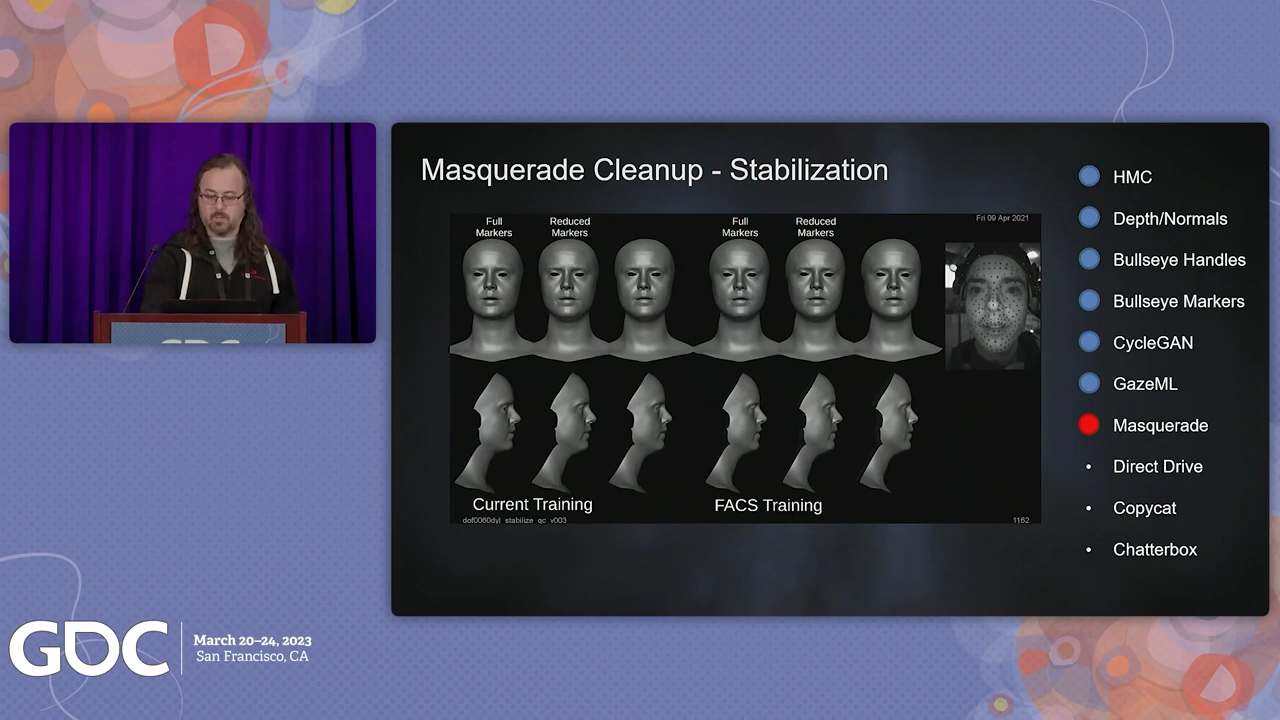 Masquerade Cleanup - Stabilization
Full Markers
Reduced Markers
Full Markers
Reduced Markers
Fri 09 Apr 2021
Current Training
FACS Training
dof0060dyl_stabilize_qc_v003
1162
HMC
Depth/Normals
Bullseye Handles
Bullseye Markers
CycleGAN
GazeML
Masquerade
Direct Drive
Copycat
Chatterbox
GDC
GDC
March 20–24, 2023
San Francisco, CA